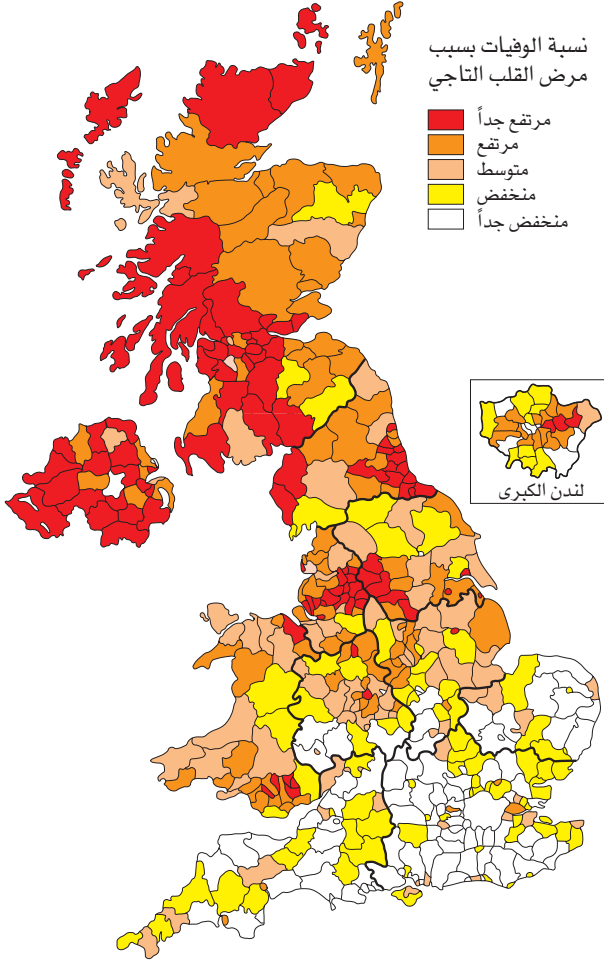 نسبة الوفيات بسبب
مرض القلب التاجي
مرتفع جداً
مرتفع
متوسط
منخفض
منخفض جداً
لندن الكبرى